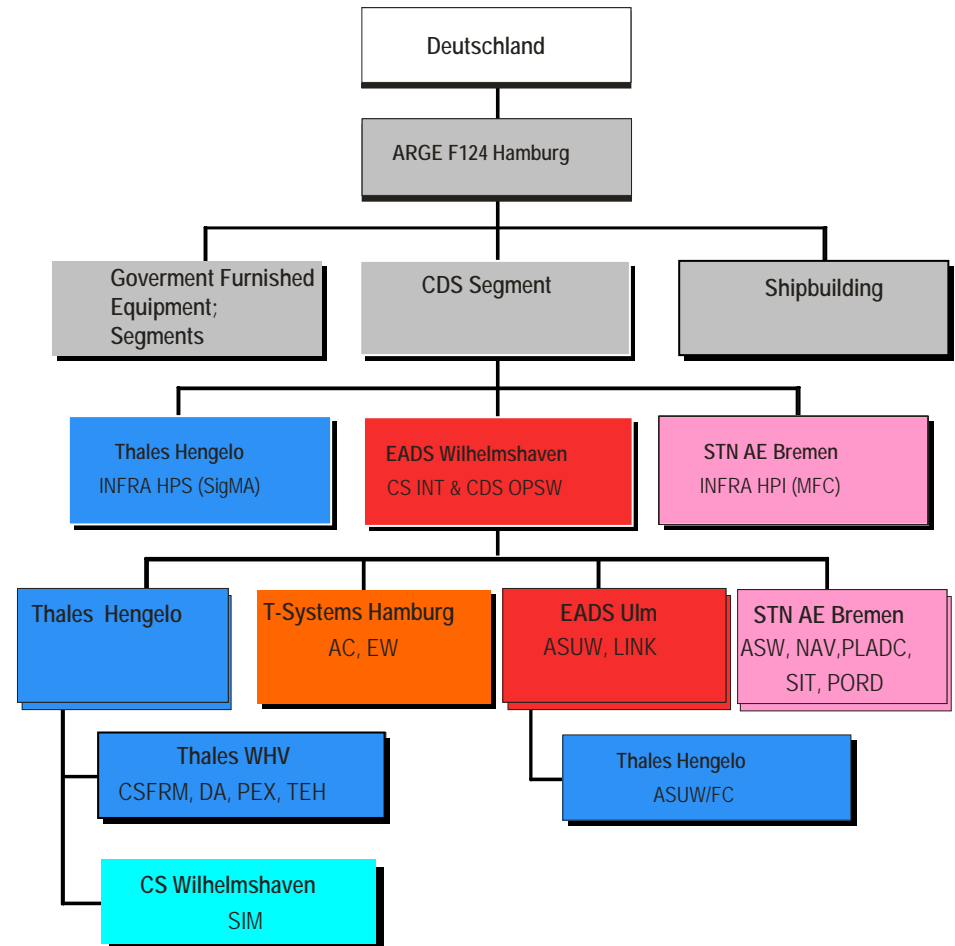 Deutschland
ARGE F124 Hamburg
Goverment Furnished
Equipment;
Segments
CDS Segment
Shipbuilding
Thales Hengelo
INFRA HPS (SigMA)
EADS Wilhelmshaven
CS INT & CDS OPSW
STN AE Bremen
INFRA HPI (MFC)
Thales Hengelo
T-Systems Hamburg
AC, EW
EADS Ulm
ASUW, LINK
STN AE Bremen
ASW, NAV,PLADC,
SIT, PORD
Thales WHV
CSFRM, DA, PEX, TEH
Thales Hengelo
ASUW/FC
CS Wilhelmshaven
SIM